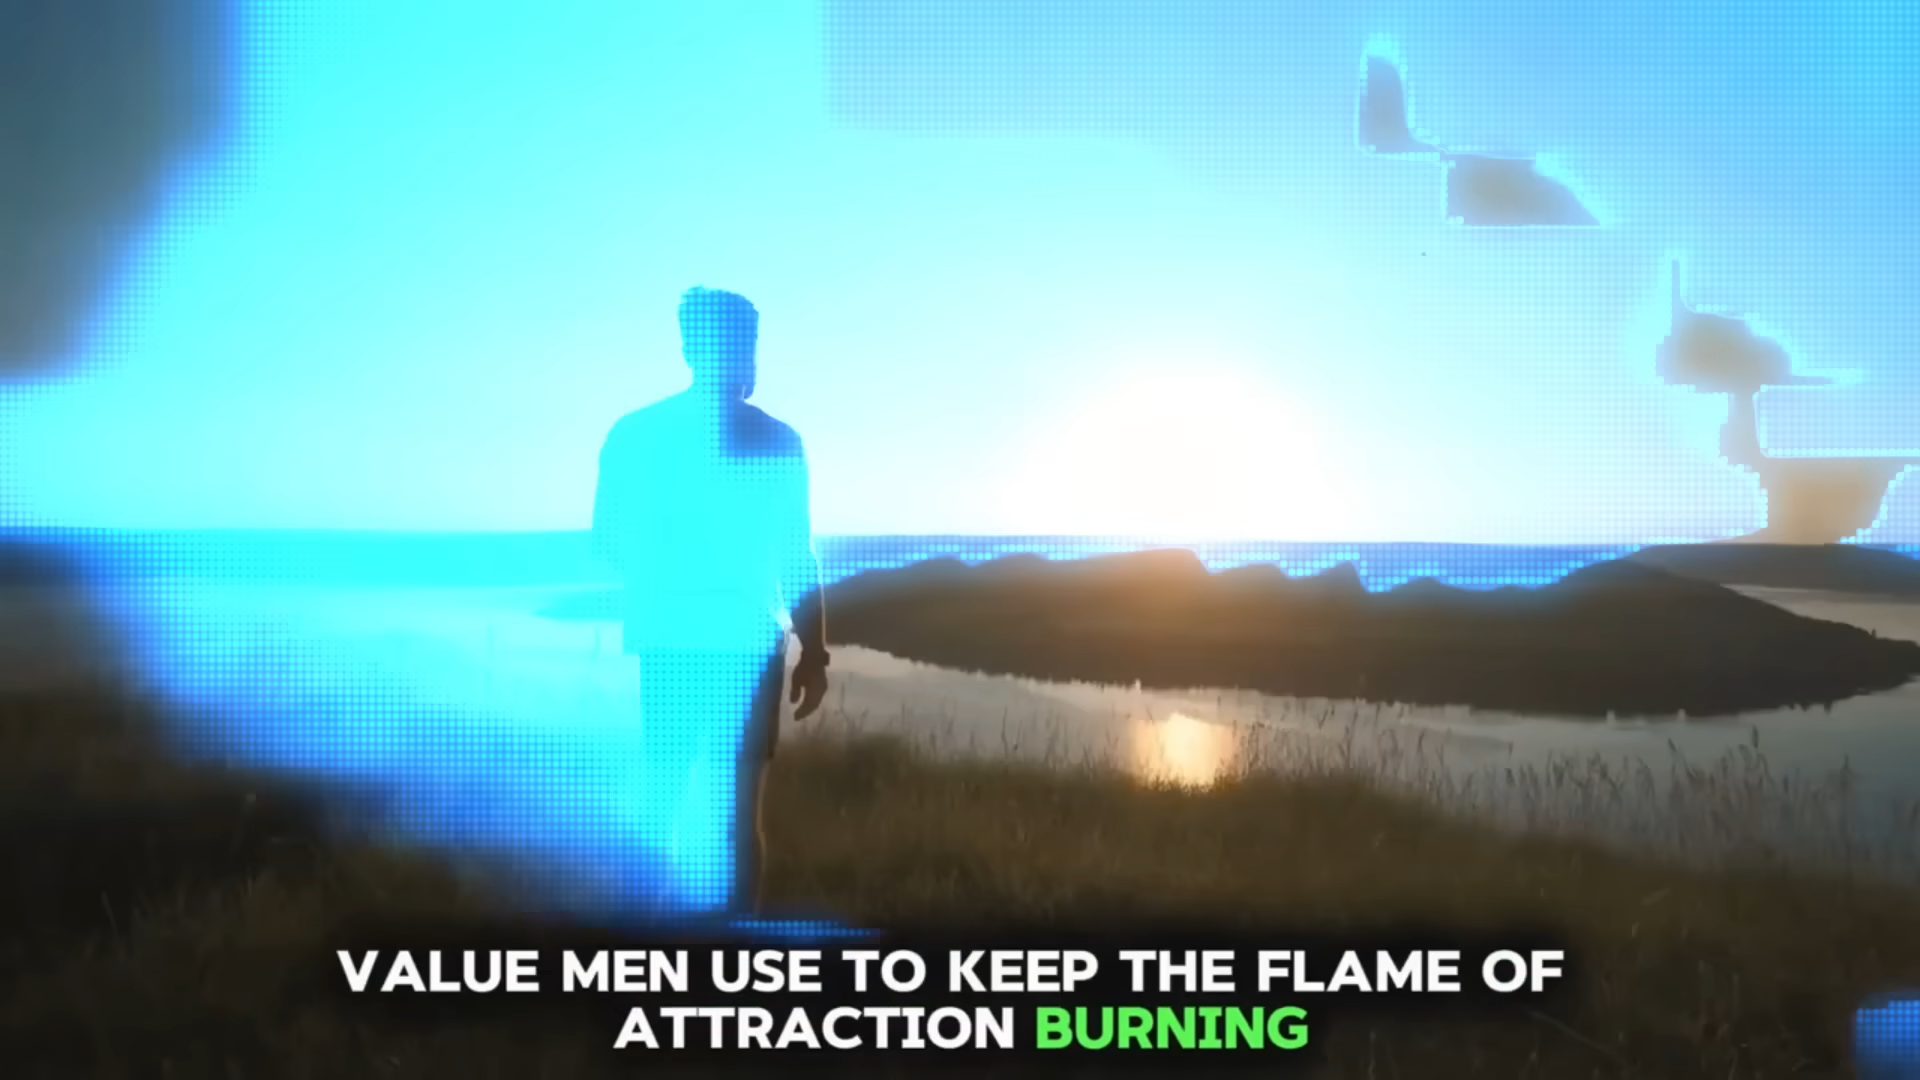 VALUE MEN USE TO KEEP THE FLAME OF
ATTRACTION BURNING